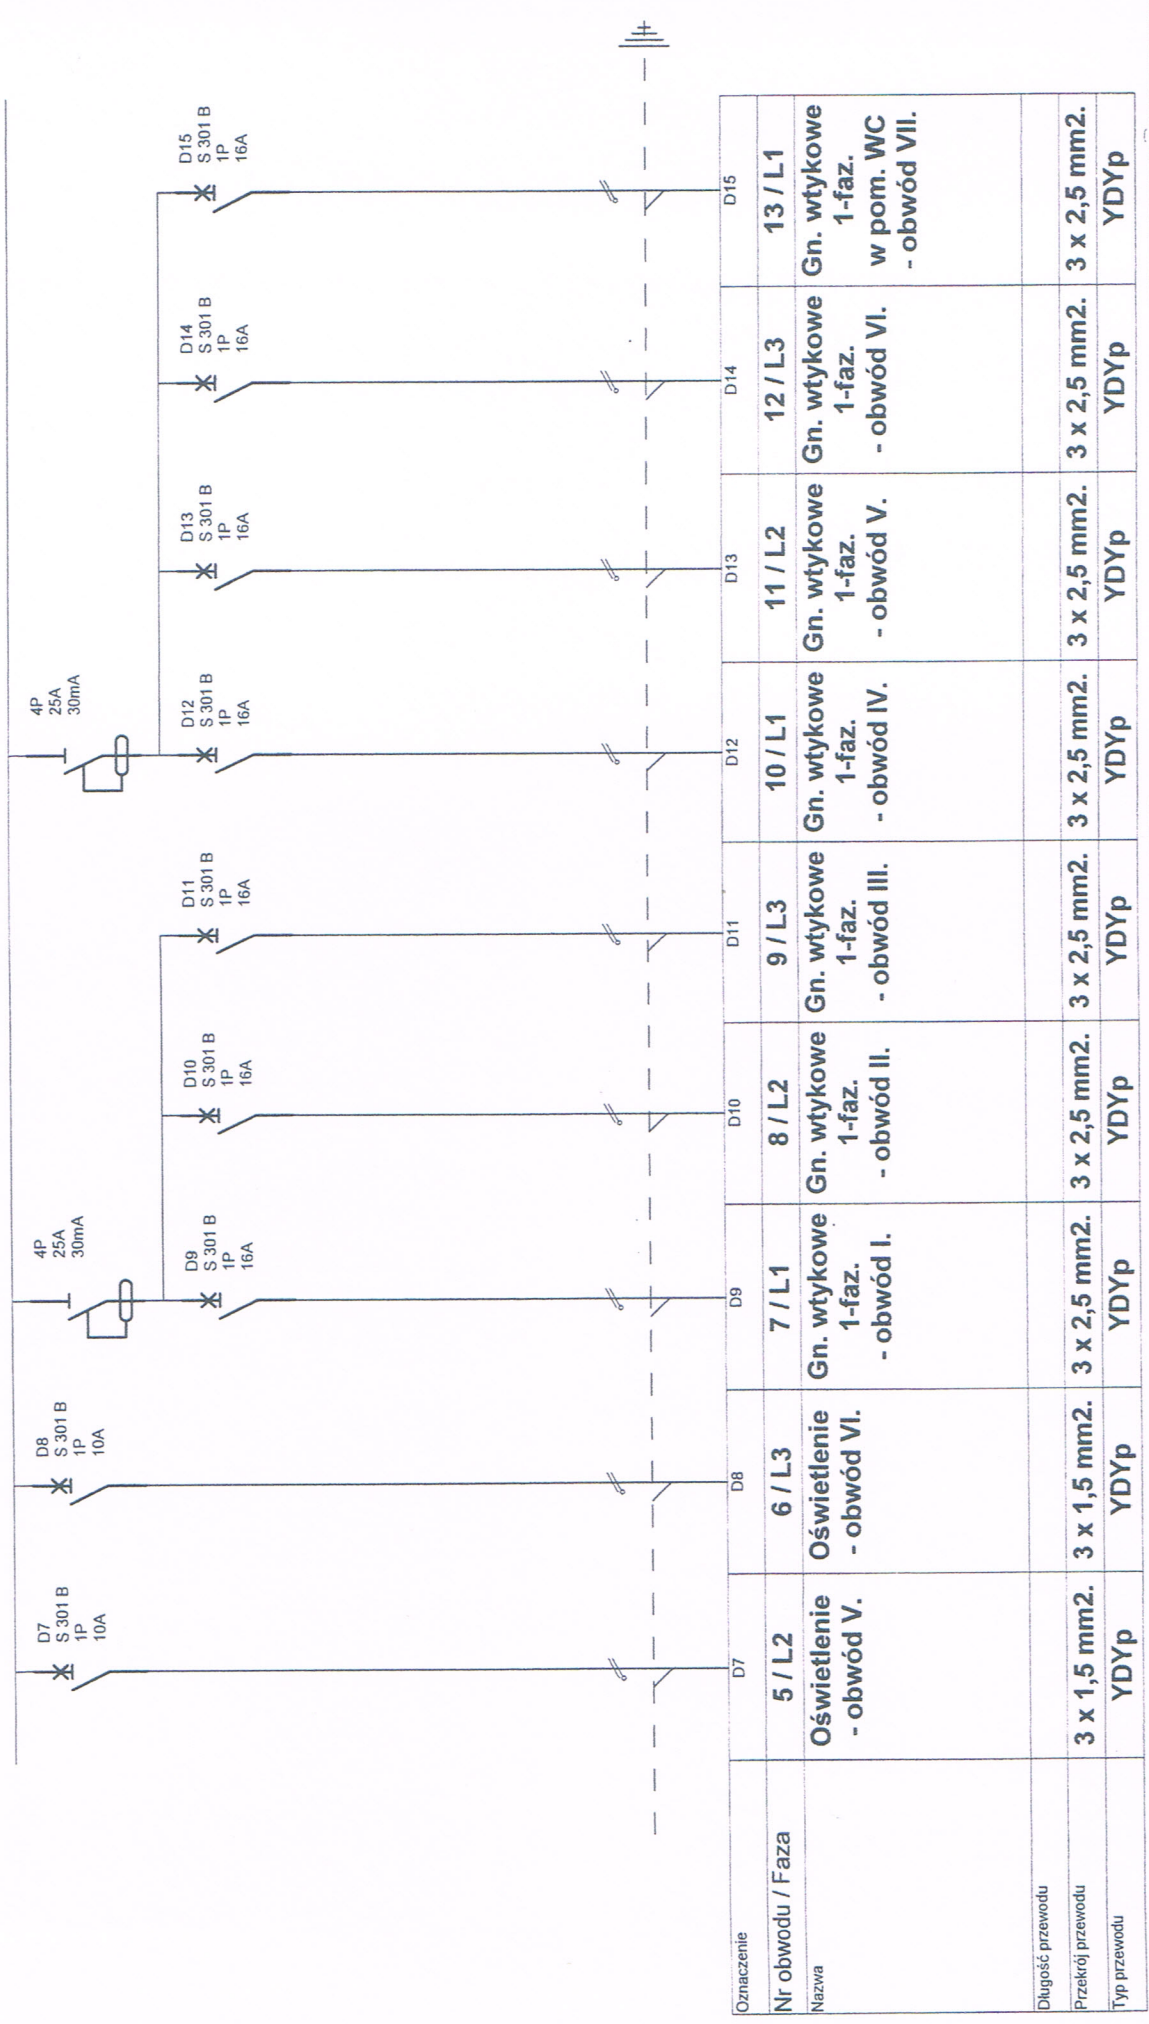 4P
25A
30mA
4P
25A
30mA
D7
S 301 B
1P
10A
D8
S 301 B
1P
10A
D9
S 301 B
1P
16A
D10
S 301 B
1P
16A
D11
S 301 B
1P
16A
D12
S 301 B
1P
16A
D13
S 301 B
1P
16A
D14
S 301 B
1P
16A
D15
S 301 B
1P
16A
Oznaczenie D7 D8 D9 D10 D11 D12 D13 D14 D15
Nr obwodu / Faza 5 / L2 6 / L3 7 / L1 8 / L2 9 / L3 10 / L1 11 / L2 12 / L3 13 / L1
Nazwa
Oświetlenie
- obwód V.
Oświetlenie
- obwód VI.
Gn. wtykowe
1-faz.
- obwód I.
Gn. wtykowe
1-faz.
- obwód II.
Gn. wtykowe
1-faz.
- obwód III.
Gn. wtykowe
1-faz.
- obwód IV.
Gn. wtykowe
1-faz.
- obwód V.
Gn. wtykowe
1-faz.
- obwód VI.
Gn. wtykowe
1-faz.
w pom. WC
- obwód VII.
Długość przewodu
Przekrój przewodu 3 x 1,5 mm2. 3 x 1,5 mm2. 3 x 2,5 mm2. 3 x 2,5 mm2. 3 x 2,5 mm2. 3 x 2,5 mm2. 3 x 2,5 mm2. 3 x 2,5 mm2. 3 x 2,5 mm2.
Typ przewodu YDYp YDYp YDYp YDYp YDYp YDYp YDYp YDYp YDYp